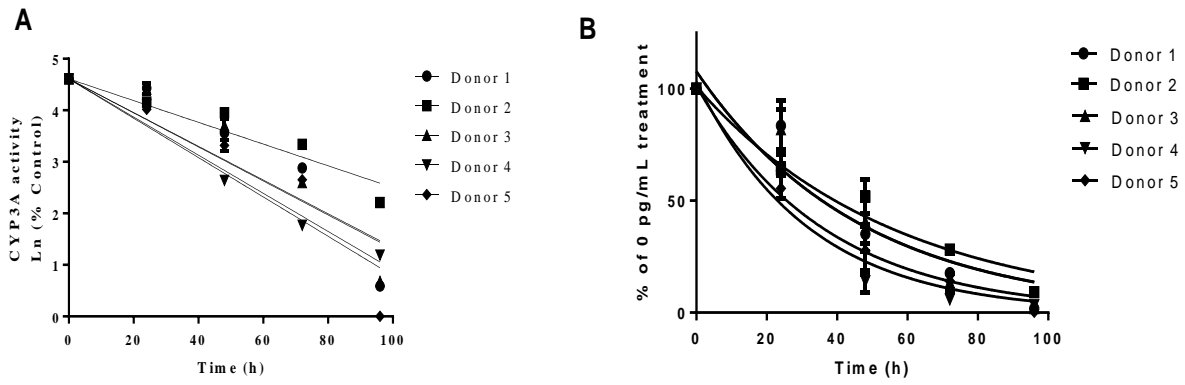 A
CYP3A activity
Ln (% Control)
5
4
3
2
1
0
0 20 40 60 80 100
Time (h)
Donor 1
Donor 2
Donor 3
Donor 4
Donor 5
B
% of 0 pg/mL treatment
100
50
0
0 20 40 60 80 100
Time (h)
Donor 1
Donor 2
Donor 3
Donor 4
Donor 5